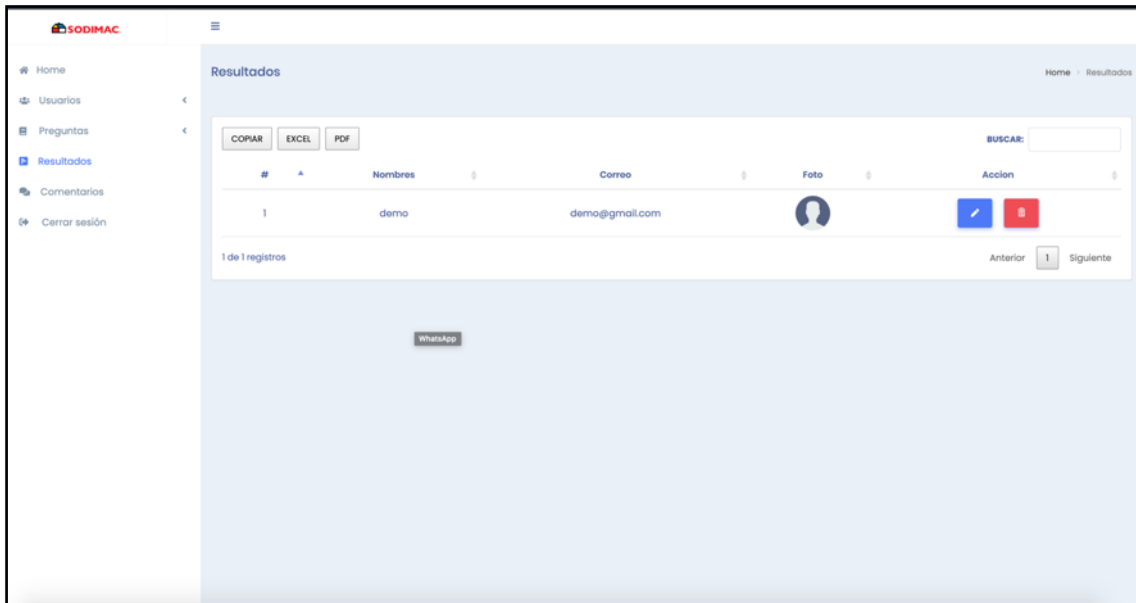 SODIMAC
Home
Usuarios
Preguntas
Resultados
Comentarios
Cerrar sesión
Resultados
Home > Resultados
COPIAR EXCEL PDF
BUSCAR:
# Nombres Correo Foto Accion
1 demo demo@gmail.com
1 de 1 registros
Anterior 1 Siguiente
WhatsApp